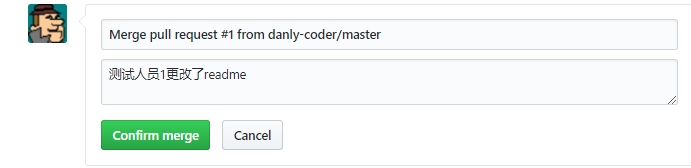 Merge pull request #1 from danly-coder/master
测试人员1更改了readme
Confirm merge
Cancel